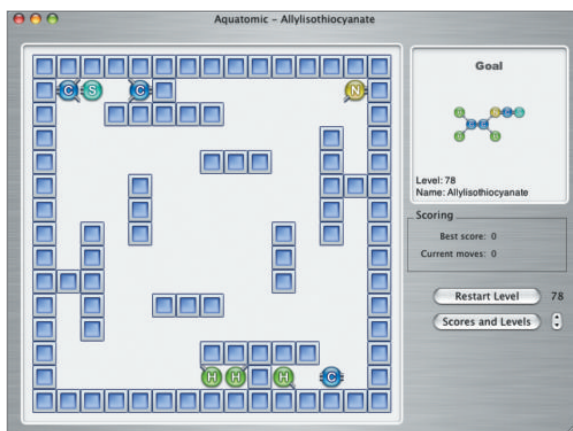 Aquatomic – Allylisothiocyanate
C S C N
Goal
Level: 78
Name: Allylisothiocyanate
Scoring
Best score: 0
Current moves: 0
Restart Level 78
Scores and Levels
H H H C